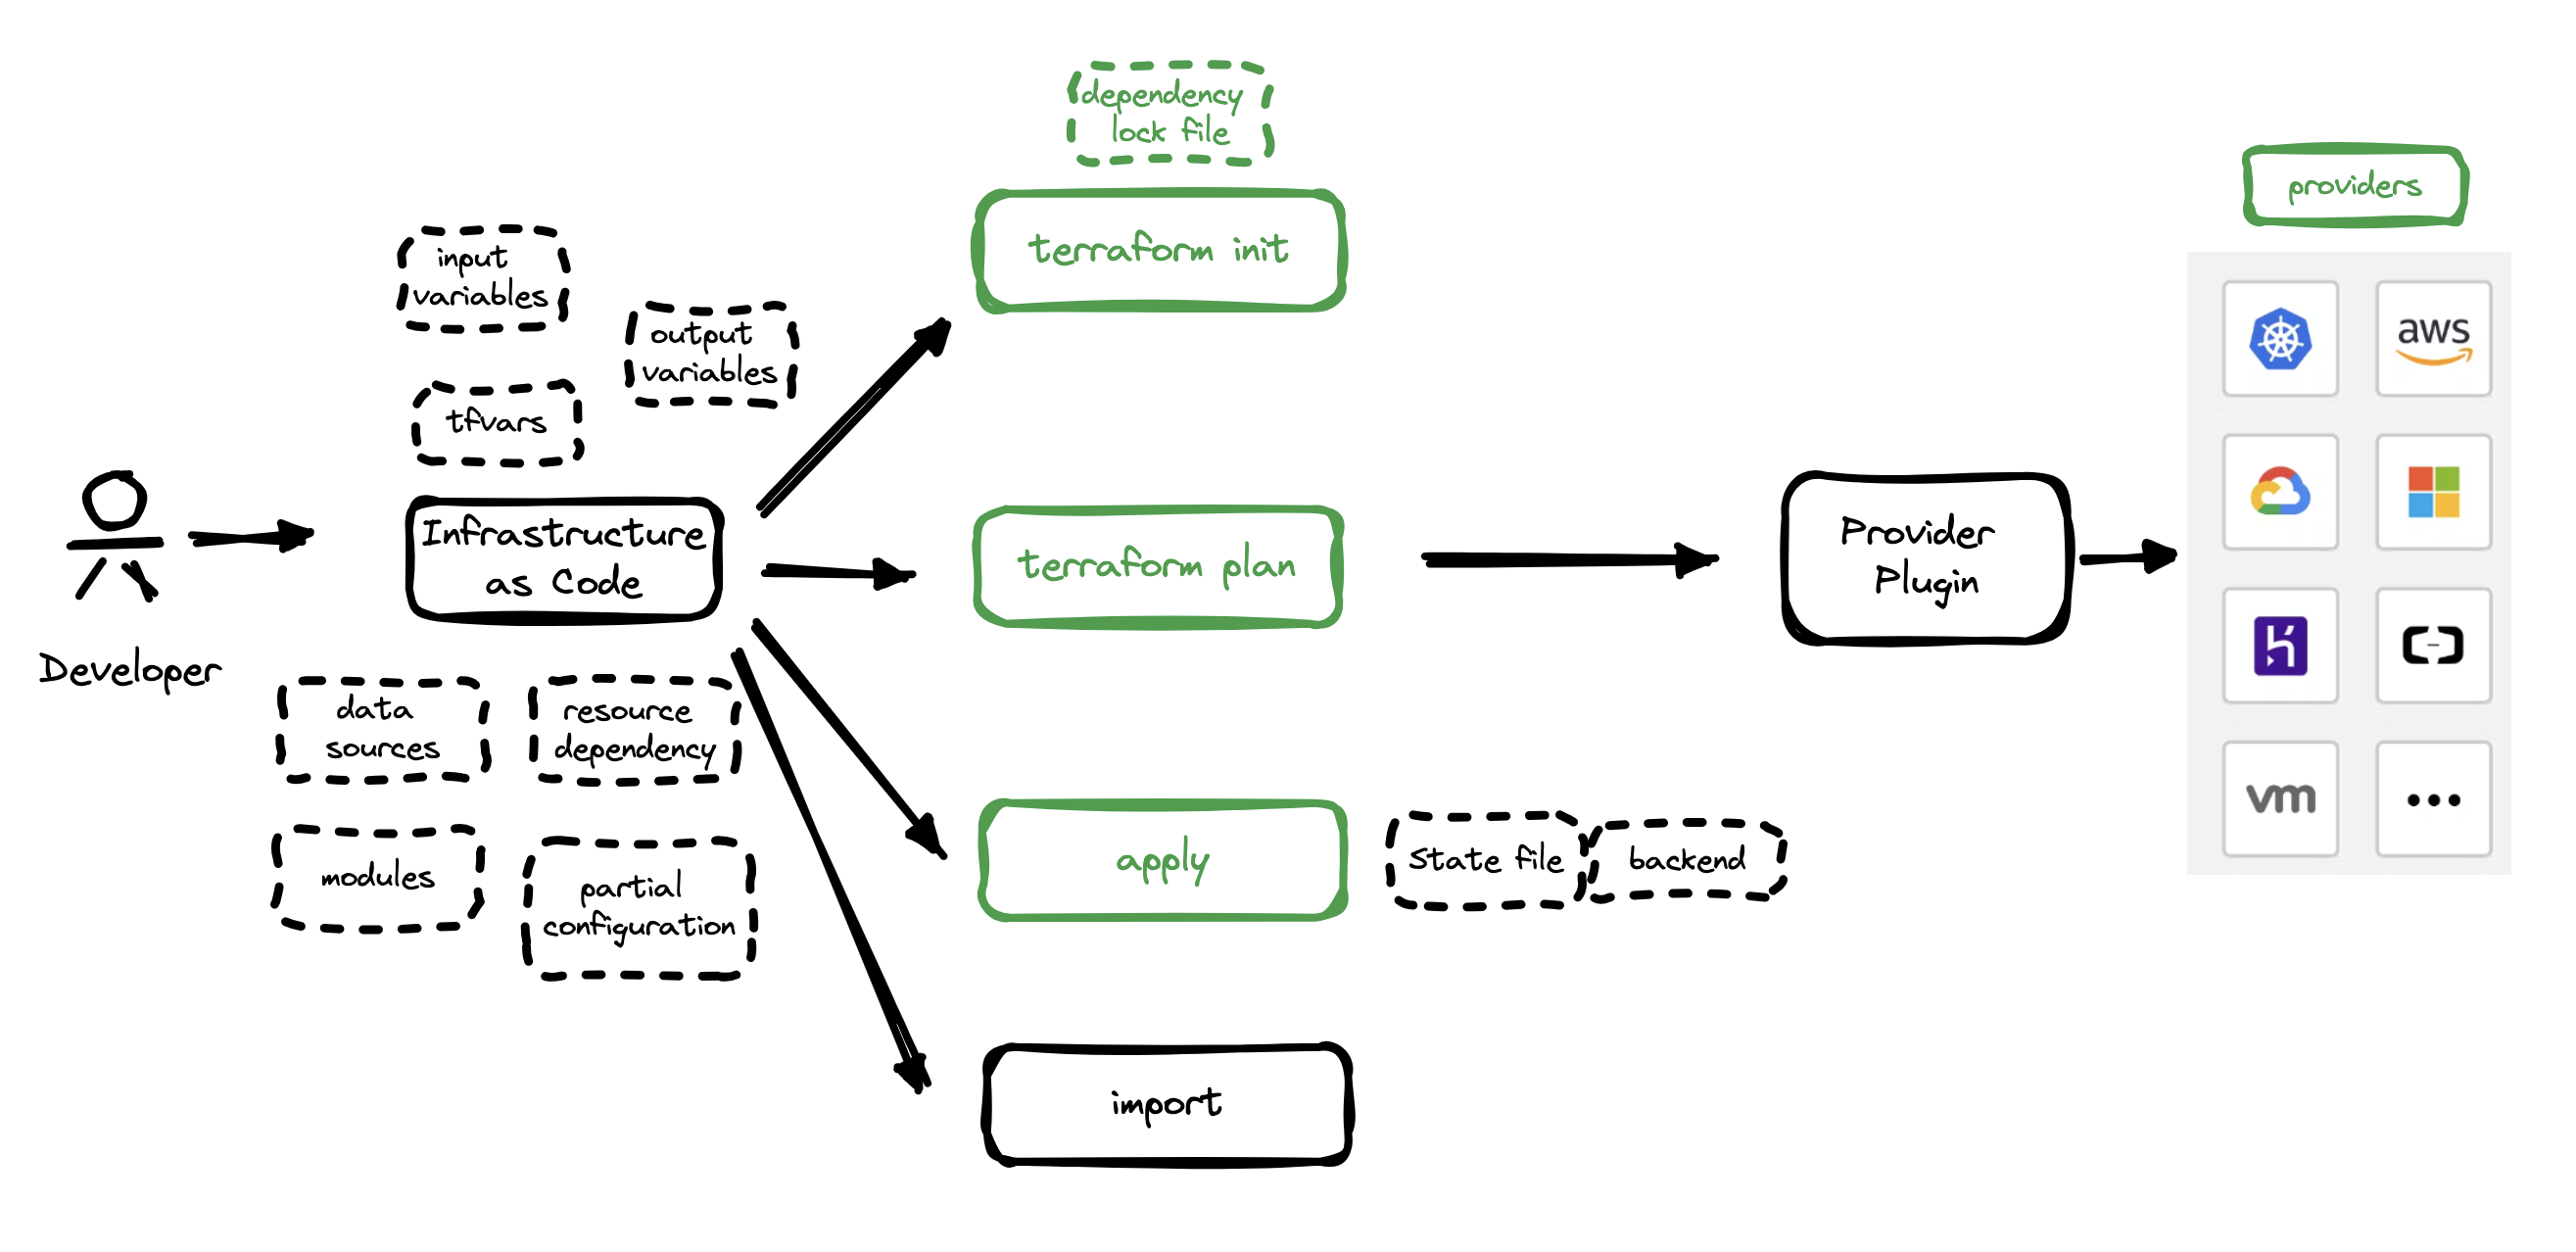 dependency
lock file
terraform init
providers
input
variables
output
variables
tfvars
aws
Developer
Infrastructure
as Code
terraform plan
Provider
Plugin
data
sources
resource
dependency
modules
partial
configuration
apply
State file
backend
vm
import